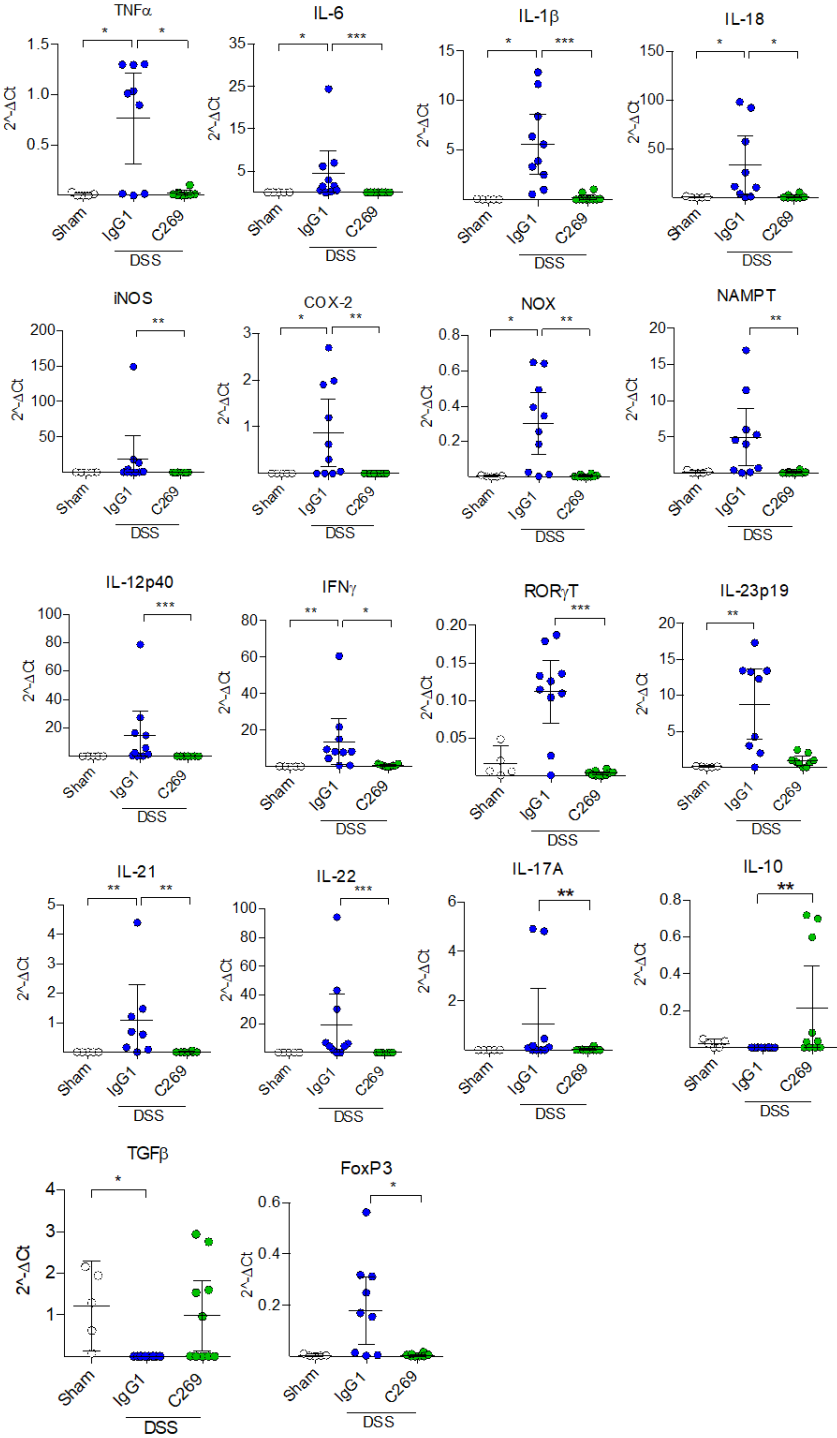 TNFα
2^-ΔCt
1.5
1.0
0.5
*
*
Sham
IgG1
C269
DSS
IL-6
2^-ΔCt
35
25
15
5
*
***
Sham
IgG1
C269
DSS
IL-1β
2^-ΔCt
15
10
5
*
***
Sham
IgG1
C269
DSS
IL-18
2^-ΔCt
150
100
50
*
*
Sham
IgG1
C269
DSS
iNOS
2^-ΔCt
200
150
100
50
**
Sham
IgG1
C269
DSS
COX-2
2^-ΔCt
3
2
1
*
**
Sham
IgG1
C269
DSS
NOX
2^-ΔCt
0.8
0.6
0.4
0.2
*
**
Sham
IgG1
C269
DSS
NAMPT
2^-ΔCt
20
15
10
5
**
Sham
IgG1
C269
DSS
IL-12p40
2^-ΔCt
100
80
60
40
20
***
Sham
IgG1
C269
DSS
IFNγ
2^-ΔCt
80
60
40
20
**
*
Sham
IgG1
C269
DSS
RORγT
2^-ΔCt
0.20
0.15
0.10
0.05
***
Sham
IgG1
C269
DSS
IL-23p19
2^-ΔCt
20
15
10
5
**
Sham
IgG1
C269
DSS
IL-21
2^-ΔCt
5
4
3
2
1
**
**
Sham
IgG1
C269
DSS
IL-22
2^-ΔCt
100
80
60
40
20
***
Sham
IgG1
C269
DSS
IL-17A
2^-ΔCt
6
4
2
**
Sham
IgG1
C269
DSS
IL-10
2^-ΔCt
0.8
0.6
0.4
0.2
**
Sham
IgG1
C269
DSS
TGFβ
2^-ΔCt
4
3
2
1
*
Sham
IgG1
C269
DSS
FoxP3
2^-ΔCt
0.6
0.4
0.2
*
Sham
IgG1
C269
DSS